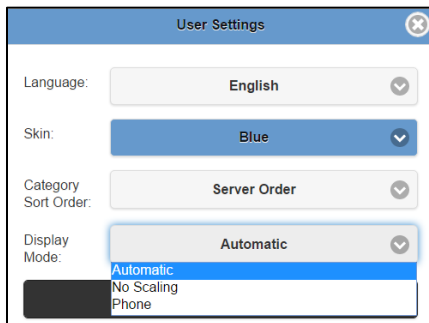 User Settings
Language:
English
Skin:
Blue
Category
Sort Order:
Server Order
Display
Mode:
Automatic
Automatic
No Scaling
Phone